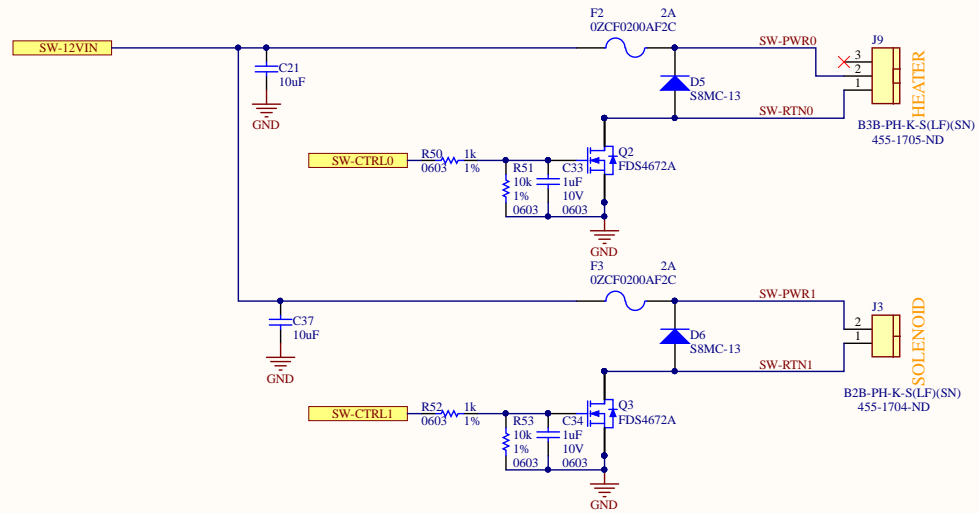 F2 2A
0ZCF0200AF2C
SW-12VIN
SW-PWR0
J9
C21
10uF
3
2
1
HEATER
D5
S8MC-13
GND
SW-RTN0
B3B-PH-K-S(LF)(SN)
455-1705-ND
SW-CTRL0
R50 1k
0603 1%
R51
10k
1%
0603
C33
1uF
10V
0603
Q2
FDS4672A
GND
F3 2A
0ZCF0200AF2C
SW-PWR1
J3
C37
10uF
2
1
SOLENOID
D6
S8MC-13
GND
SW-RTN1
B2B-PH-K-S(LF)(SN)
455-1704-ND
SW-CTRL1
R52 1k
0603 1%
R53
10k
1%
0603
C34
1uF
10V
0603
Q3
FDS4672A
GND